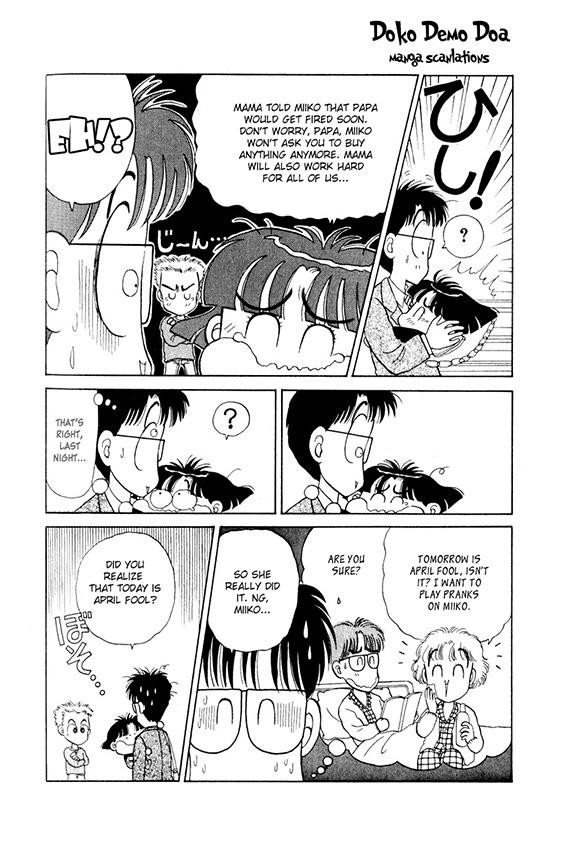 Doko Demo Doa
manga scanlations
ひし!
?
MAMA TOLD MIIKO THAT PAPA
WOULD GET FIRED SOON.
DON'T WORRY, PAPA, MIIKO
WON'T ASK YOU TO BUY
ANYTHING ANYMORE. MAMA
WILL ALSO WORK HARD
FOR ALL OF US...
じ〜ん...
EH!?
?
THAT'S
RIGHT,
LAST
NIGHT...
TOMORROW IS
APRIL FOOL, ISN'T
IT? I WANT TO
PLAY PRANKS
ON MIIKO.
ARE YOU
SURE?
SO SHE
REALLY DID
IT. NG,
MIIKO...
DID YOU
REALIZE
THAT TODAY IS
APRIL FOOL?
ぼそ...